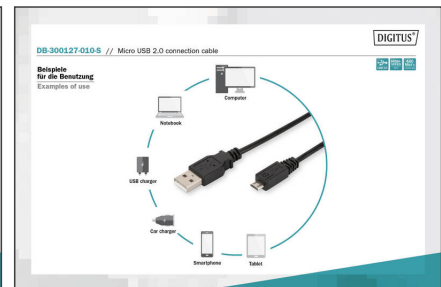 DIGITUS®
DB-300127-010-S // Micro USB 2.0 connection cable
Beispiele
für die Benutzung
Examples of use
Computer
Notebook
USB charger
Car charger
Smartphone
Tablet